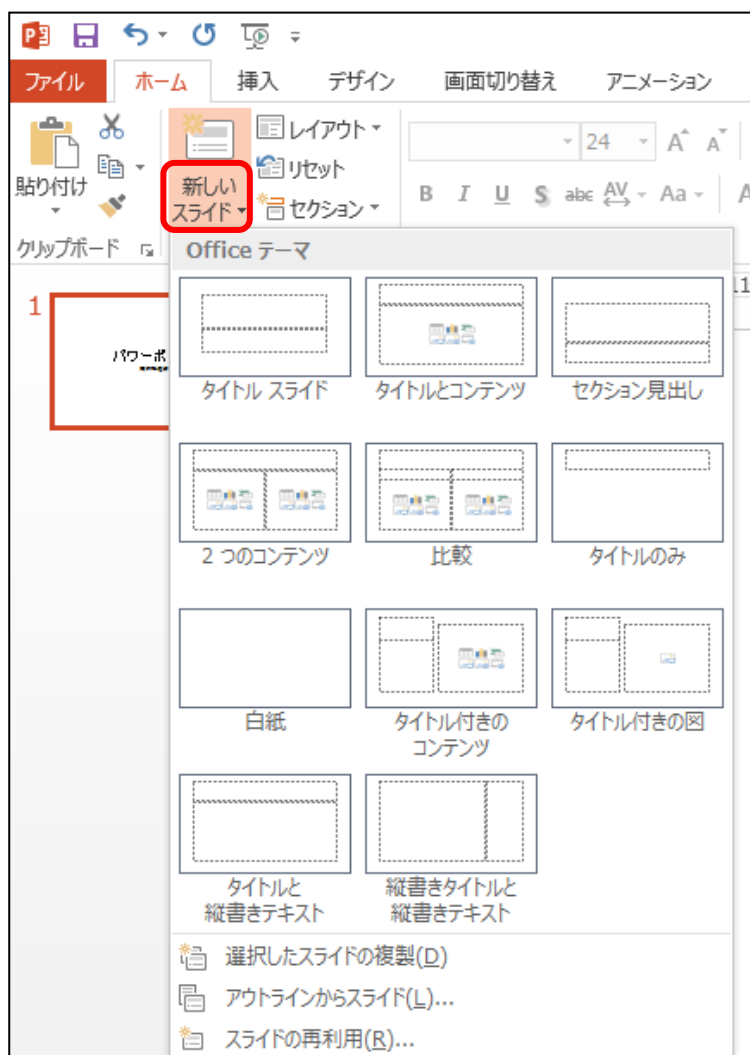 ファイル ホーム 挿入 デザイン 画面切り替え アニメーション
貼り付け
新しい
スライド
レイアウト
リセット
セクション
24 A A
B I U S abc AV Aa A
クリップボード
Office テーマ
11
1
パワーポ
タイトル スライド タイトルとコンテンツ セクション見出し
2 つのコンテンツ 比較 タイトルのみ
白紙 タイトル付きの
コンテンツ
タイトル付きの図
タイトルと
縦書きテキスト
縦書きタイトルと
縦書きテキスト
選択したスライドの複製(D)
アウトラインからスライド(L)...
スライドの再利用(R)...